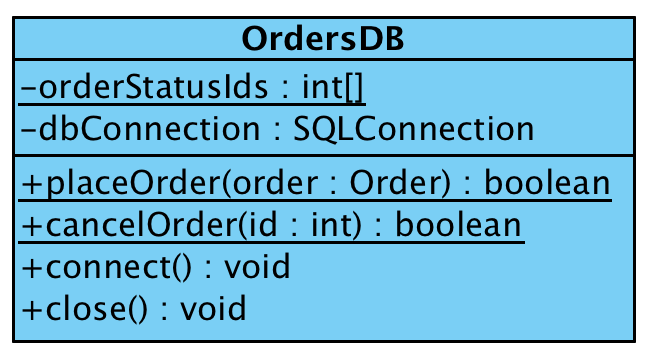 OrdersDB
-orderStatusIds : int[]
-dbConnection : SQLConnection
+placeOrder(order : Order) : boolean
+cancelOrder(id : int) : boolean
+connect() : void
+close() : void